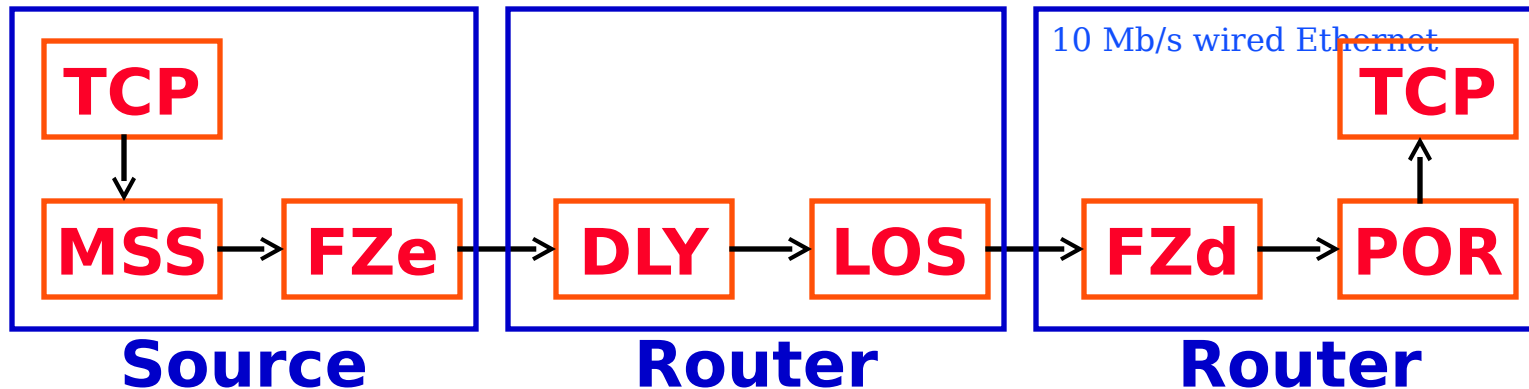 10 Mb/s wired Ethernet
TCP
TCP
MSS
FZe
DLY
LOS
FZd
POR
Source
Router
Router